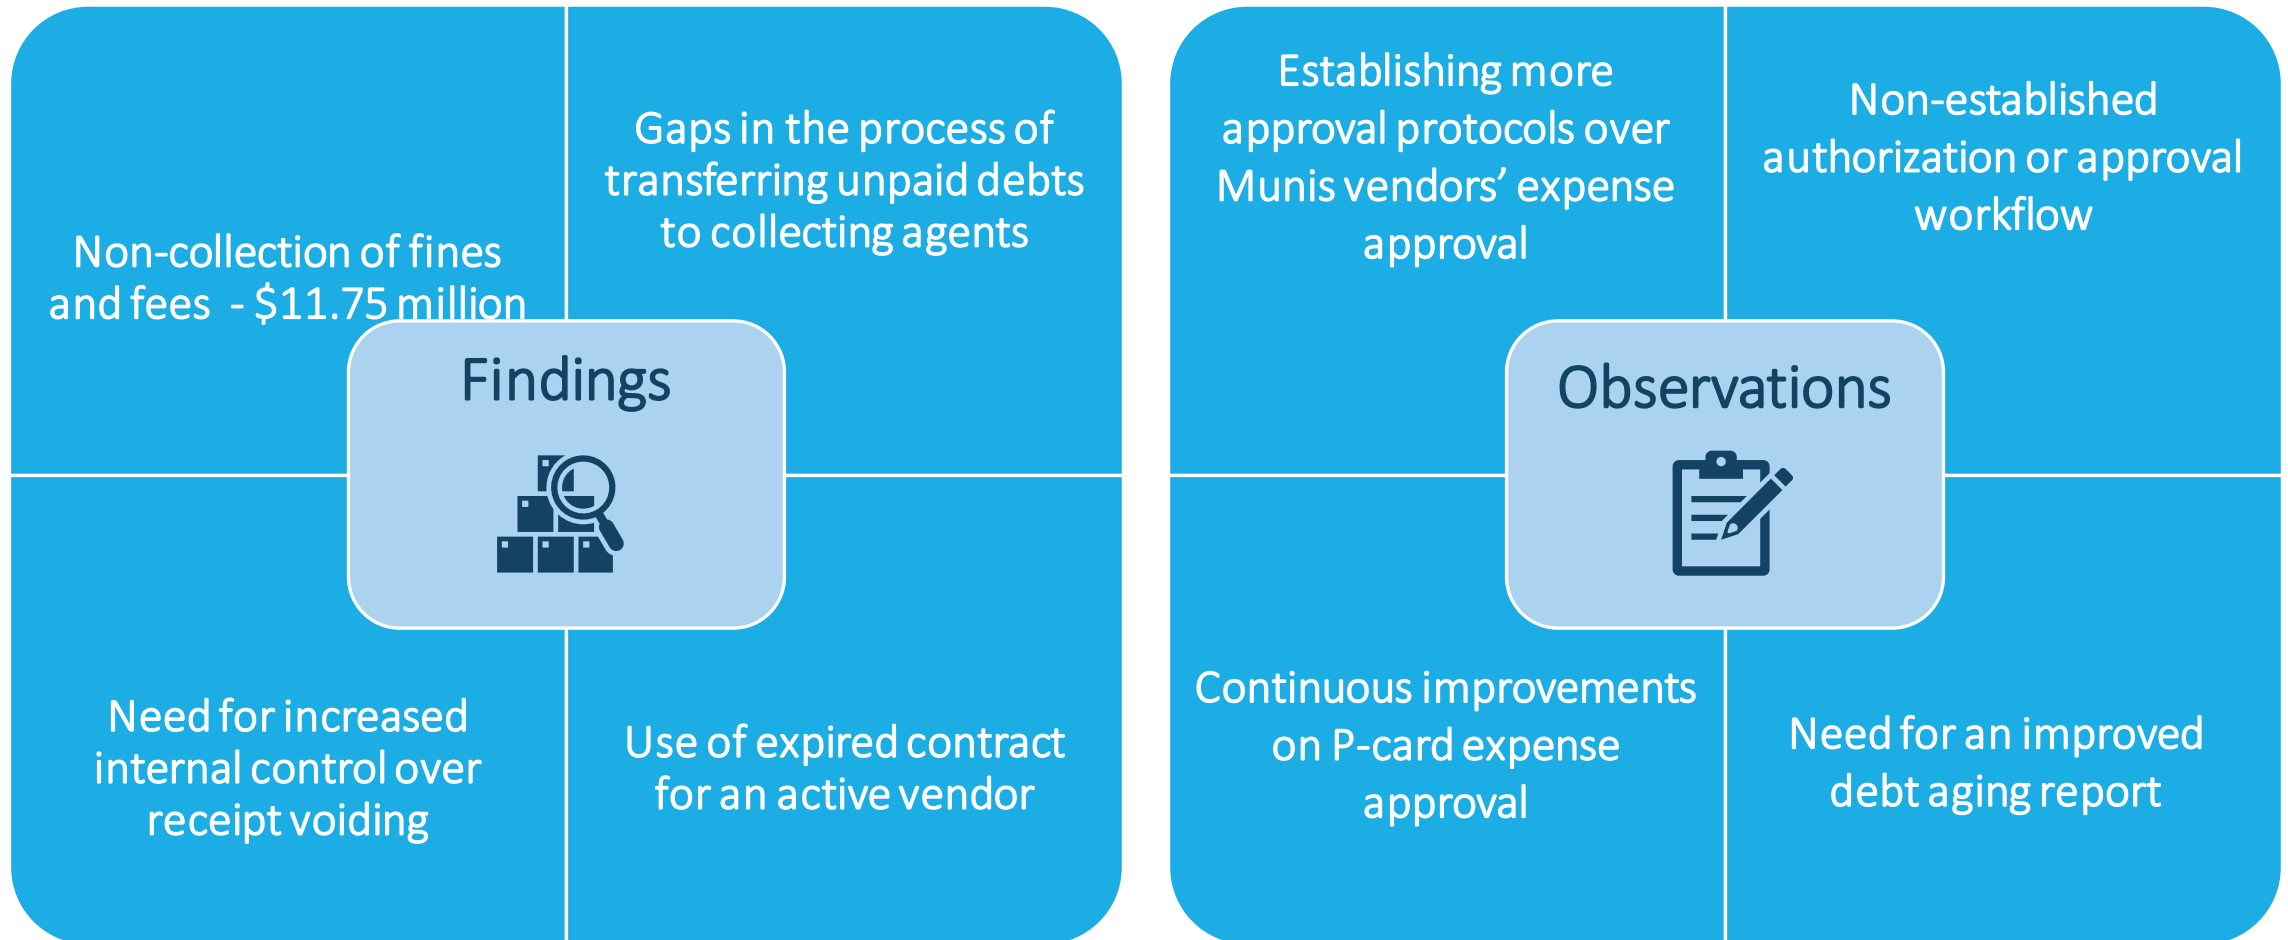 Non-collection of fines
and fees - $11.75 million
Gaps in the process of
transferring unpaid debts
to collecting agents
Findings
Need for increased
internal control over
receipt voiding
Use of expired contract
for an active vendor
Establishing more
approval protocols over
Munis vendors’ expense
approval
Non-established
authorization or approval
workflow
Observations
Continuous improvements
on P-card expense
approval
Need for an improved
debt aging report